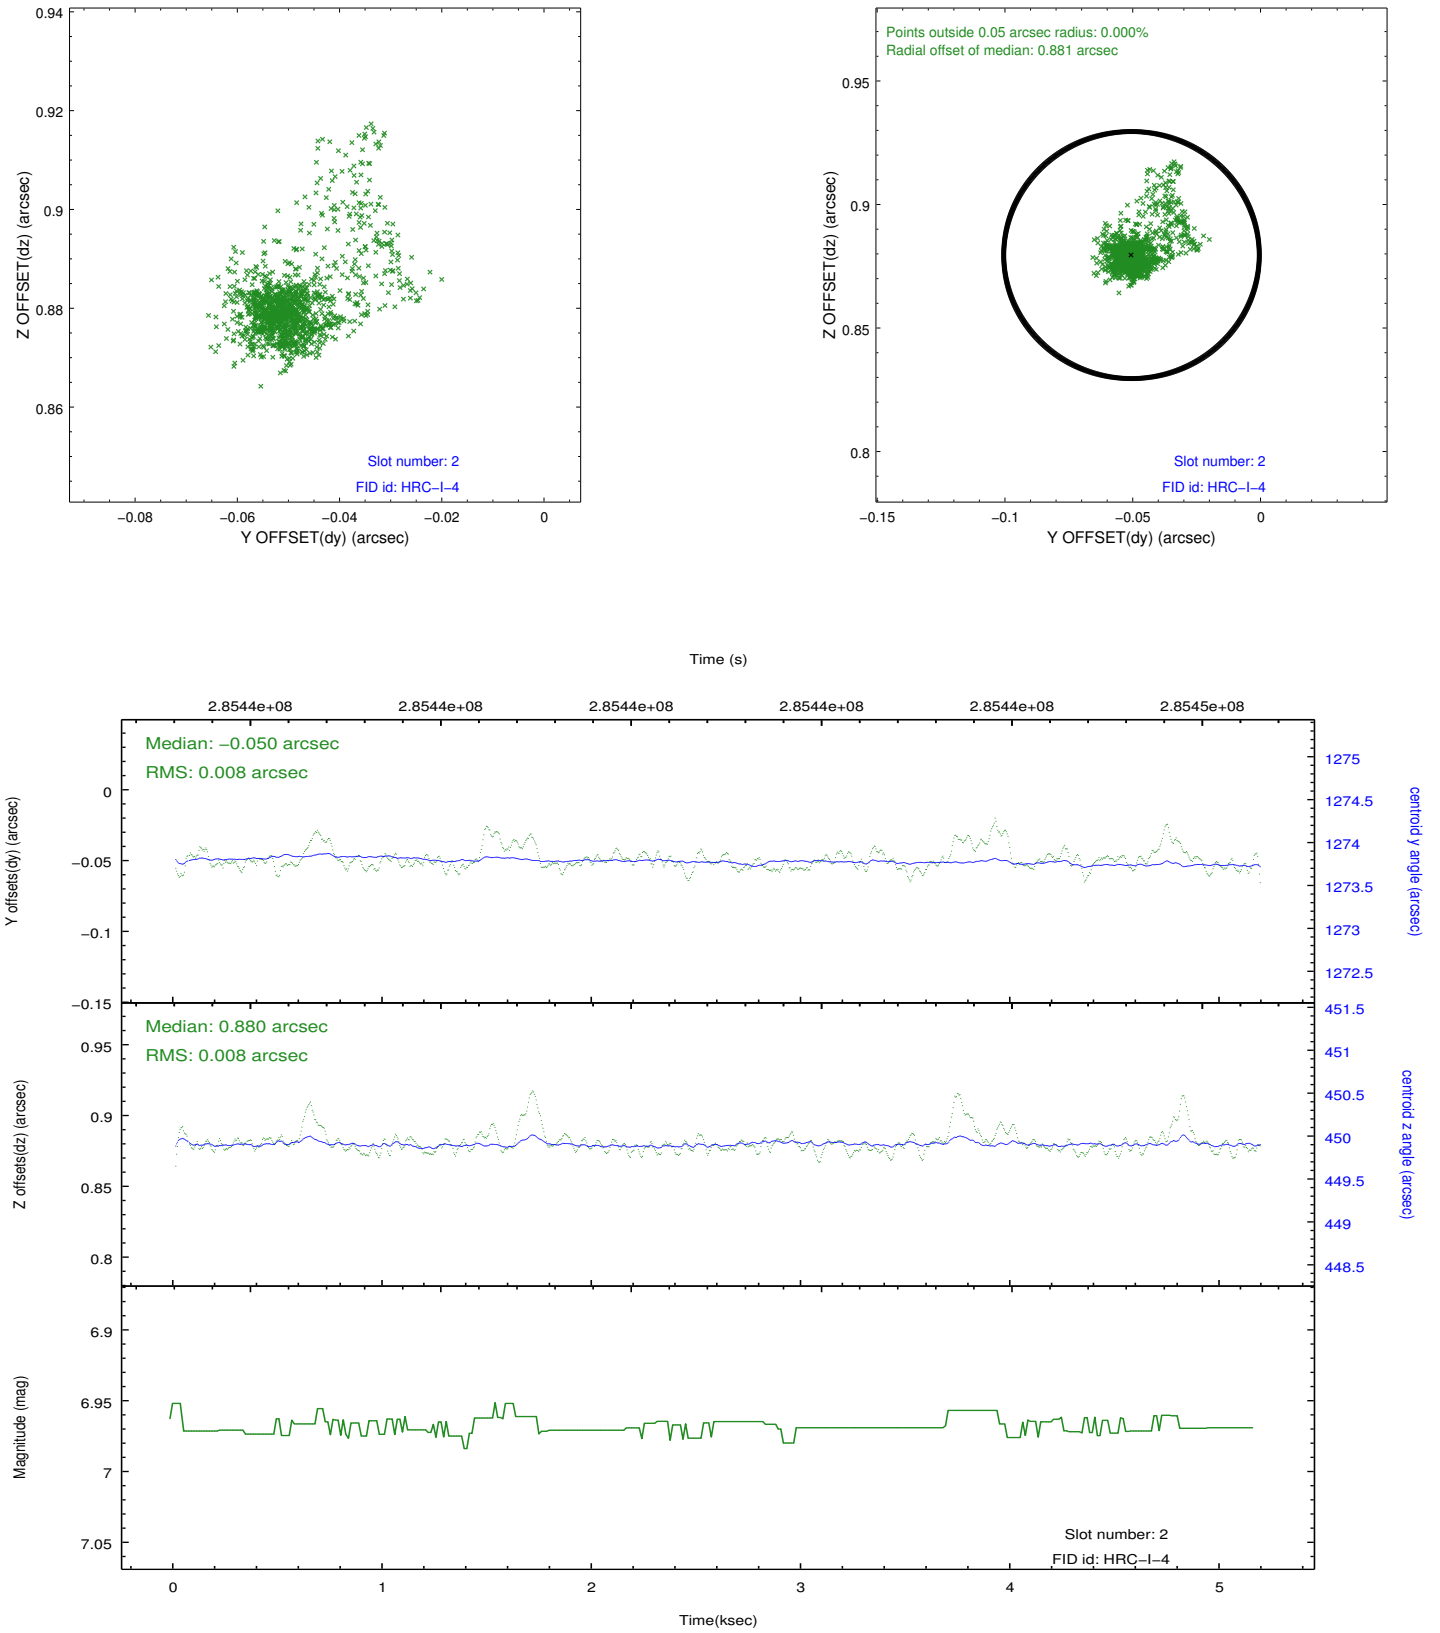 0.94
0.92
0.9
0.88
0.86
Z OFFSET(dz) (arcsec)
Slot number: 2
FID id: HRC−I−4
−0.08 −0.06 −0.04 −0.02 0
Y OFFSET(dy) (arcsec)
Points outside 0.05 arcsec radius: 0.000%
Radial offset of median: 0.881 arcsec
0.95
0.9
0.85
0.8
Z OFFSET(dz) (arcsec)
Slot number: 2
FID id: HRC−I−4
−0.15 −0.1 −0.05 0
Y OFFSET(dy) (arcsec)
Time (s)
2.8544e+08 2.8544e+08 2.8544e+08 2.8544e+08 2.8544e+08 2.8545e+08
Median: −0.050 arcsec
RMS: 0.008 arcsec
0
−0.05
−0.1
−0.15
Y offsets(dy) (arcsec)
1275
1274.5
1274
1273.5
1273
1272.5
centroid y angle (arcsec)
Median: 0.880 arcsec
RMS: 0.008 arcsec
0.95
0.9
0.85
0.8
Z offsets(dz) (arcsec)
451.5
451
450.5
450
449.5
449
448.5
centroid z angle (arcsec)
6.9
6.95
7
7.05
Magnitude (mag)
Slot number: 2
FID id: HRC−I−4
0 1 2 3 4 5
Time(ksec)